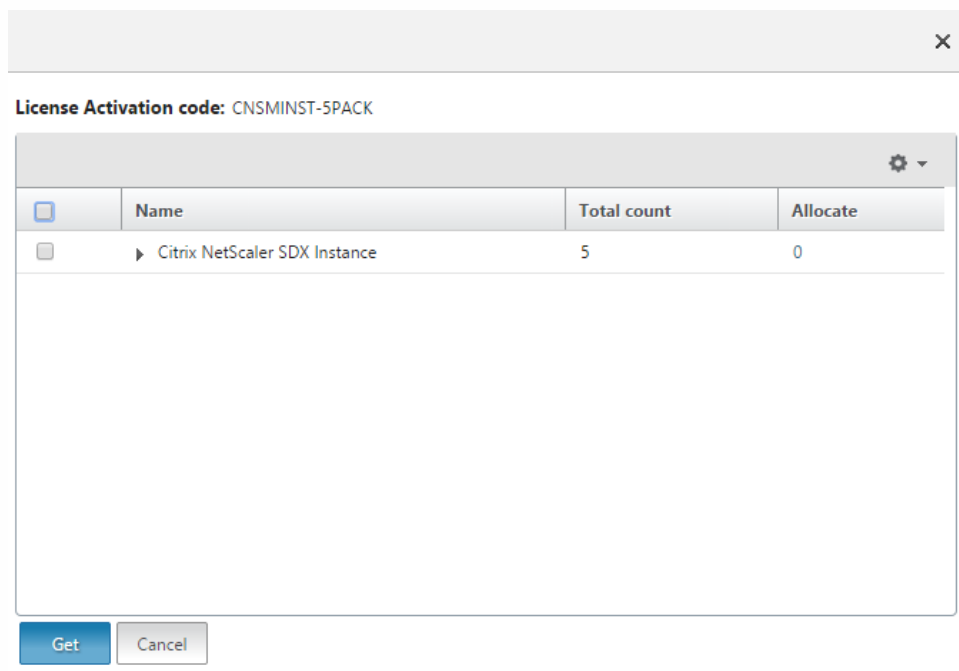 License Activation code: CNSMINST-5PACK
Name Total count Allocate
Citrix NetScaler SDX Instance 5 0
Get Cancel